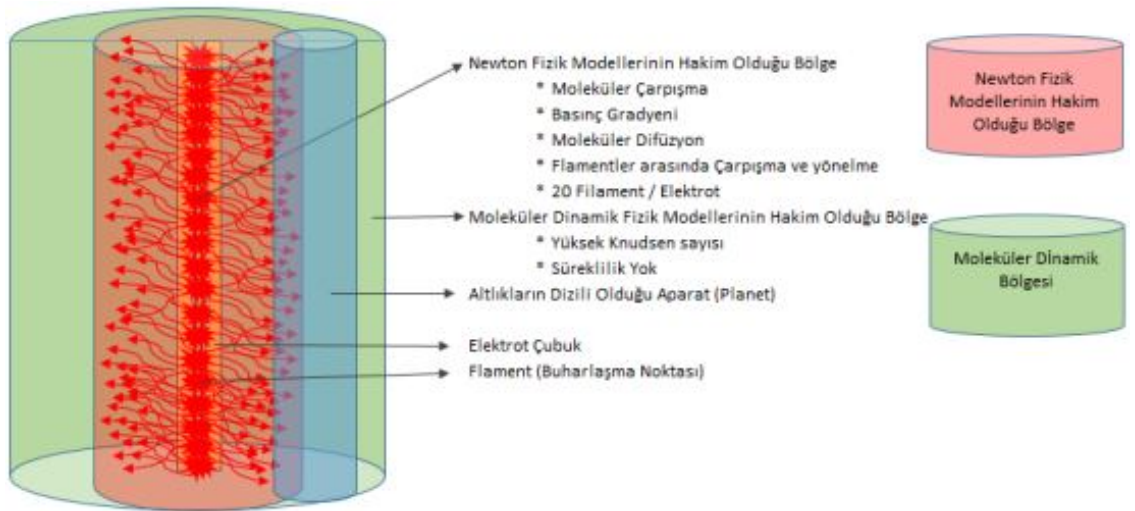 Newton Fizik Modellerinin Hakim Olduğu Bölge
* Moleküler Çarpışma
* Basınç Gradyeni
* Moleküler Difüzyon
* Flamentler arasında Çarpışma ve yönelme
* 20 Filament / Elektrot
Moleküler Dinamik Fizik Modellerinin Hakim Olduğu Bölge
* Yüksek Knudsen sayısı
* Süreklilik Yok
Altlıkların Dizili Olduğu Aparat (Planet)
Elektrot Çubuk
Flament (Buharlaşma Noktası)
Newton Fizik
Modellerinin Hakim
Olduğu Bölge
Moleküler Dİnamik
Bölgesi